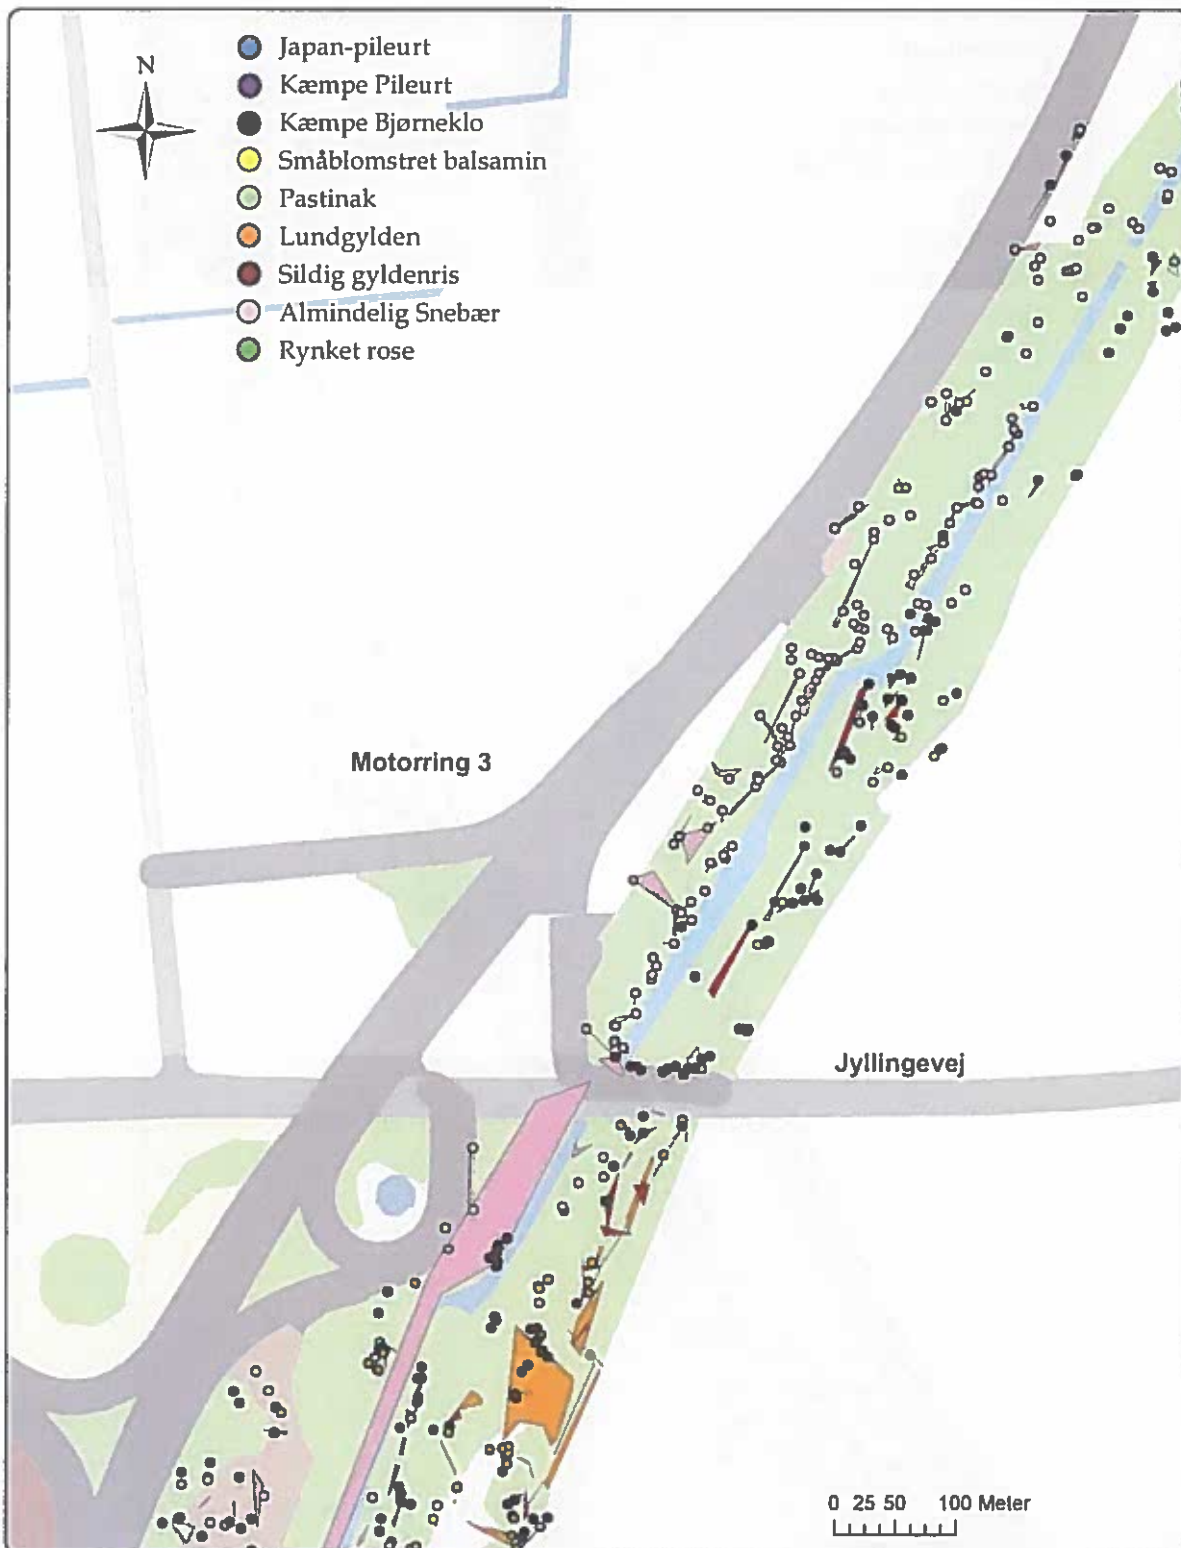 N
Japan-pileurt
Kæmpe Pileurt
Kæmpe Bjørneklo
Småblomstret balsamin
Pastinak
Lundgylden
Sildig gyldenris
Almindelig Snebær
Rynket rose
Motorring 3
Jyllingevej
0 25 50 100 Meter